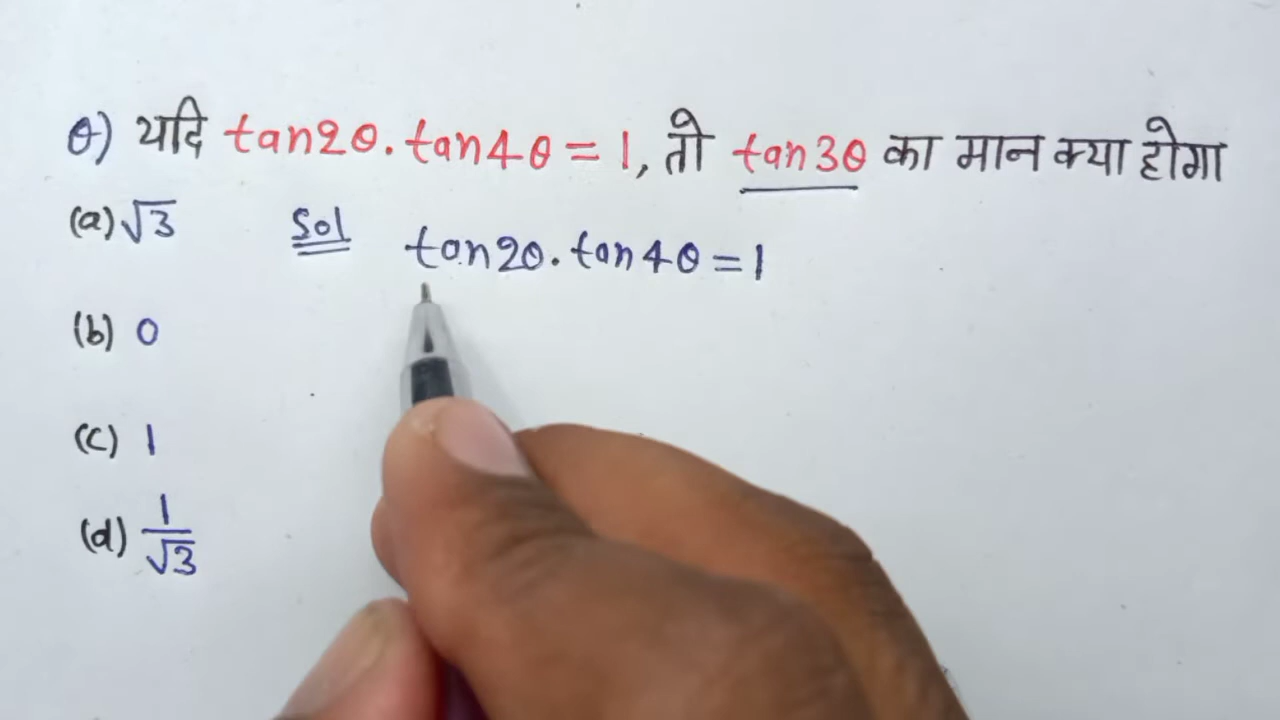 θ) यदि tan2θ.tan4θ = 1, तो tan3θ का मान क्या होगा
(a) √3
Sol tan2θ.tan4θ = 1
(b) 0
(c) 1
(d) 1/√3